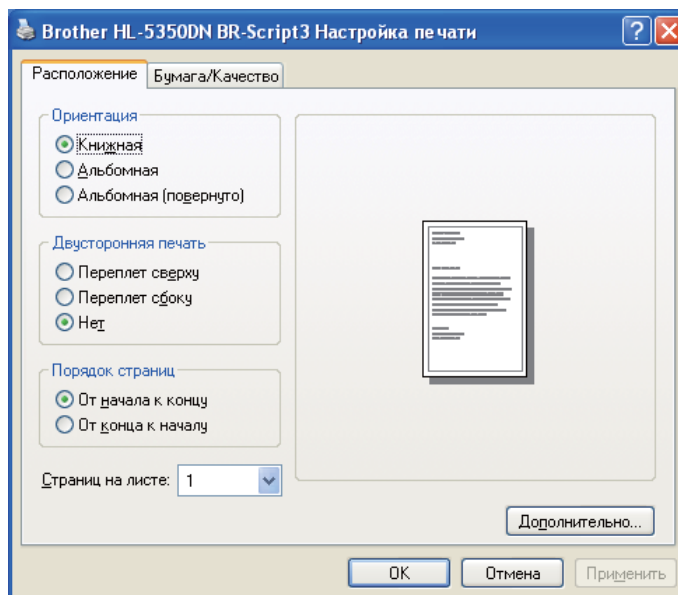 Brother HL-5350DN BR-Script3 Настройка печати
Расположение Бумага/Качество
Ориентация
Книжная
Альбомная
Альбомная (повернуто)
Двусторонняя печать
Переплет сверху
Переплет сбоку
Нет
Порядок страниц
От начала к концу
От конца к началу
Страниц на листе: 1
Дополнительно...
OK Отмена Применить